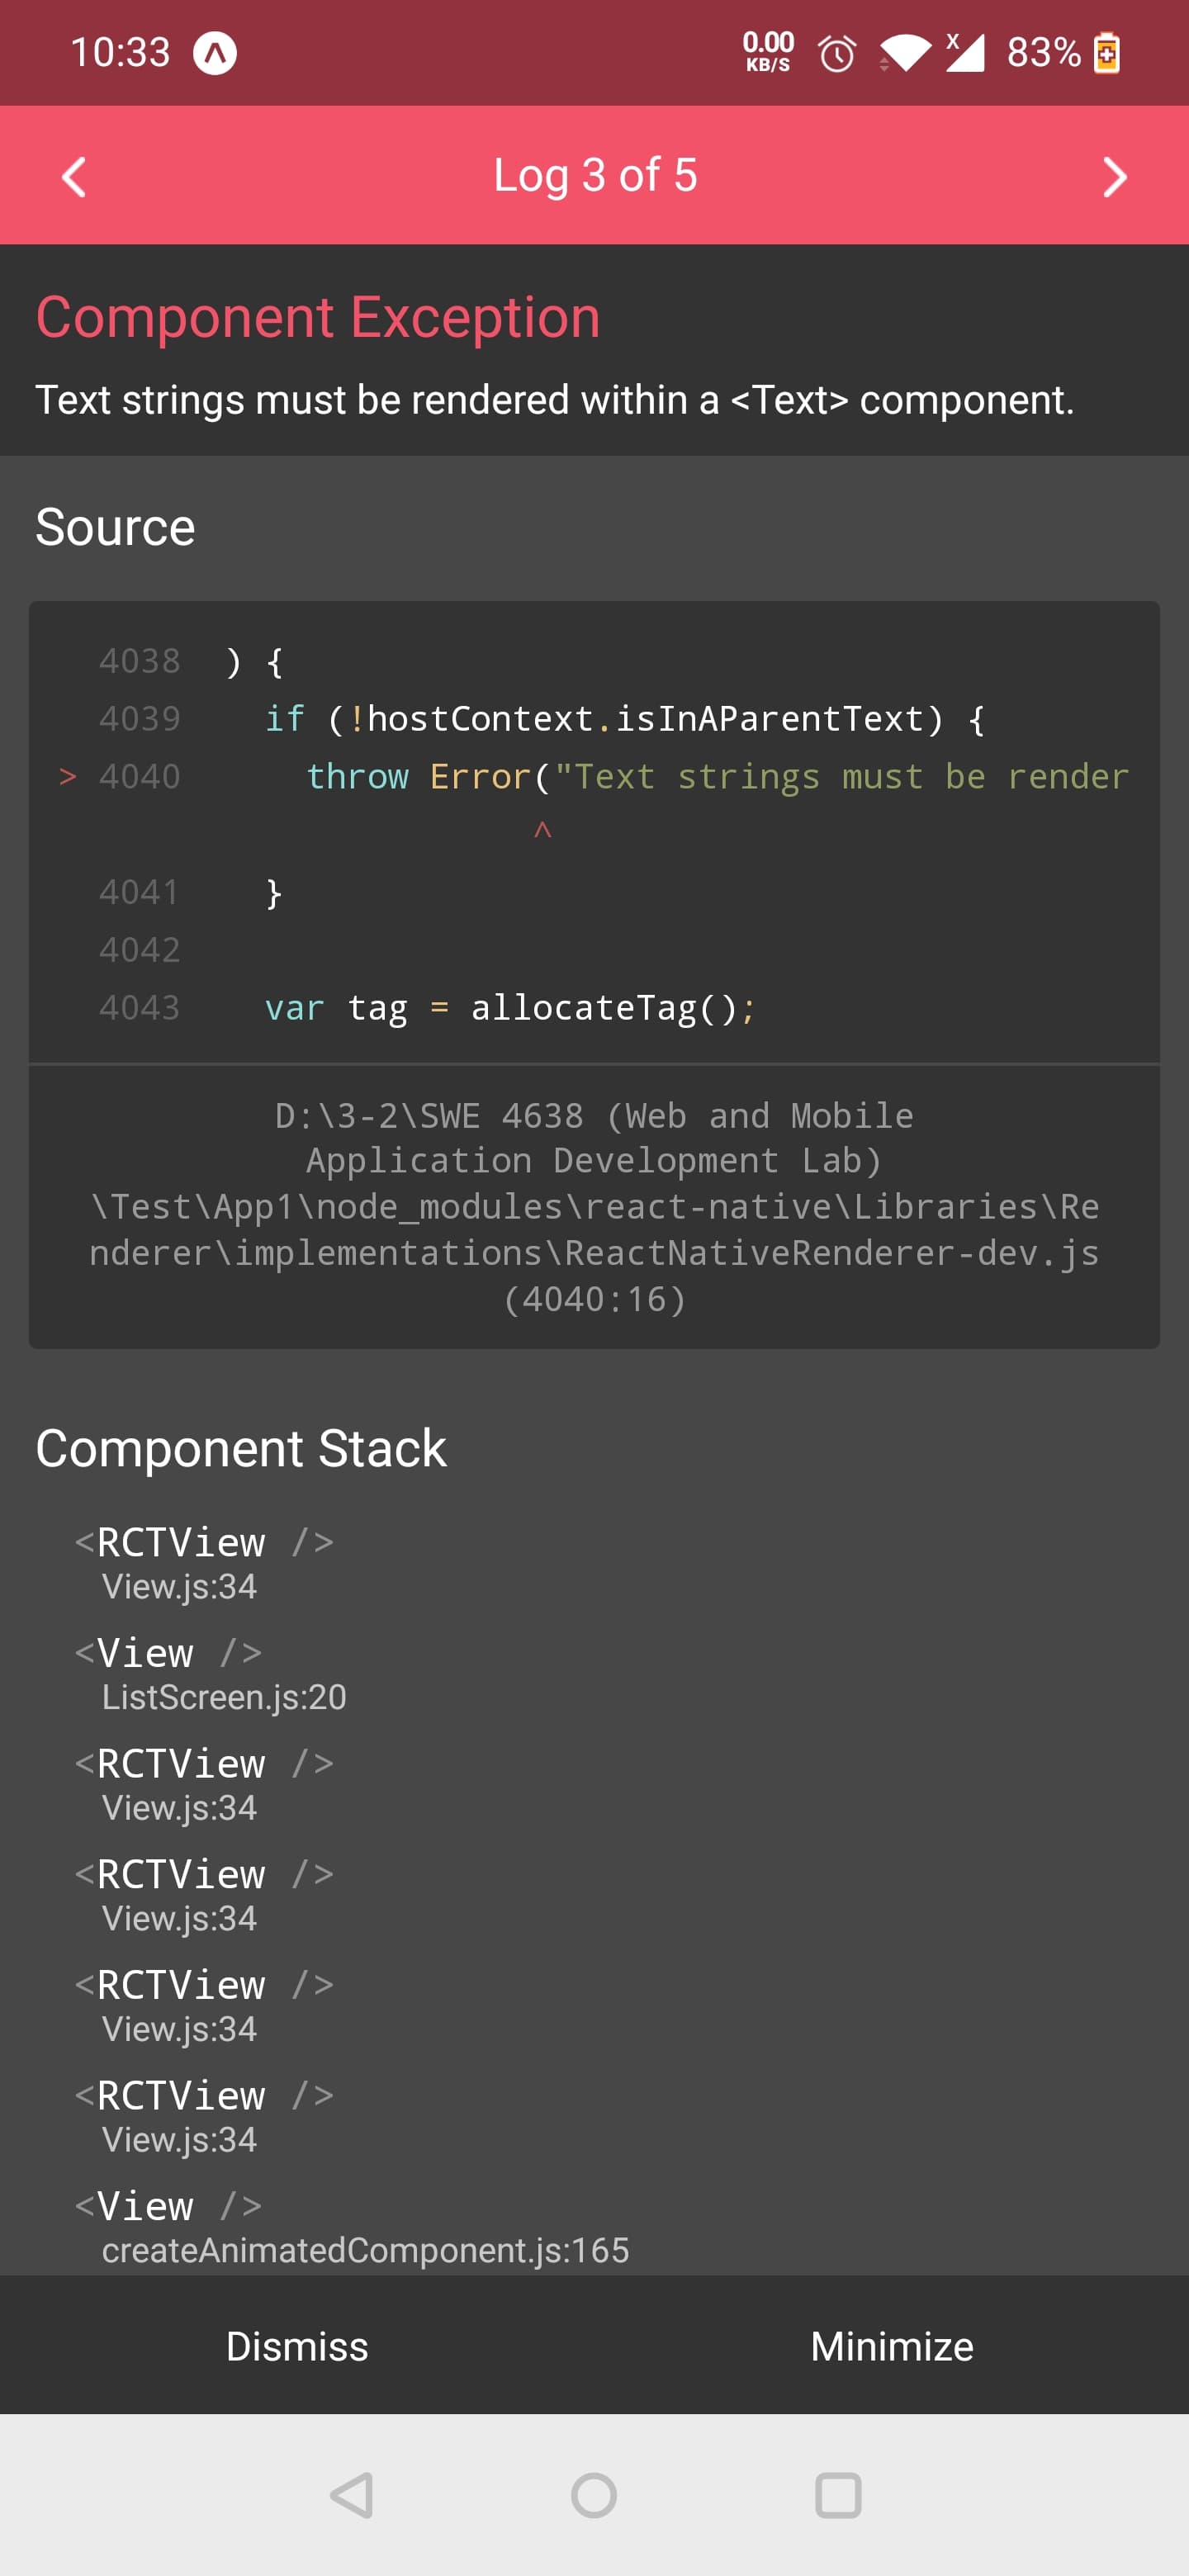 10:33 0.00 KB/S X 83%
Log 3 of 5
Component Exception
Text strings must be rendered within a <Text> component.
Source
4038 ) {
4039 if (!hostContext.isInAParentText) {
> 4040 throw Error("Text strings must be render
^
4041 }
4042
4043 var tag = allocateTag();
D:\3-2\SWE 4638 (Web and Mobile
Application Development Lab)
\Test\App1\node_modules\react-native\Libraries\Re
nderer\implementations\ReactNativeRenderer-dev.js
(4040:16)
Component Stack
<RCTView />
View.js:34
<View />
ListScreen.js:20
<RCTView />
View.js:34
<RCTView />
View.js:34
<RCTView />
View.js:34
<RCTView />
View.js:34
<View />
createAnimatedComponent.js:165
Dismiss Minimize